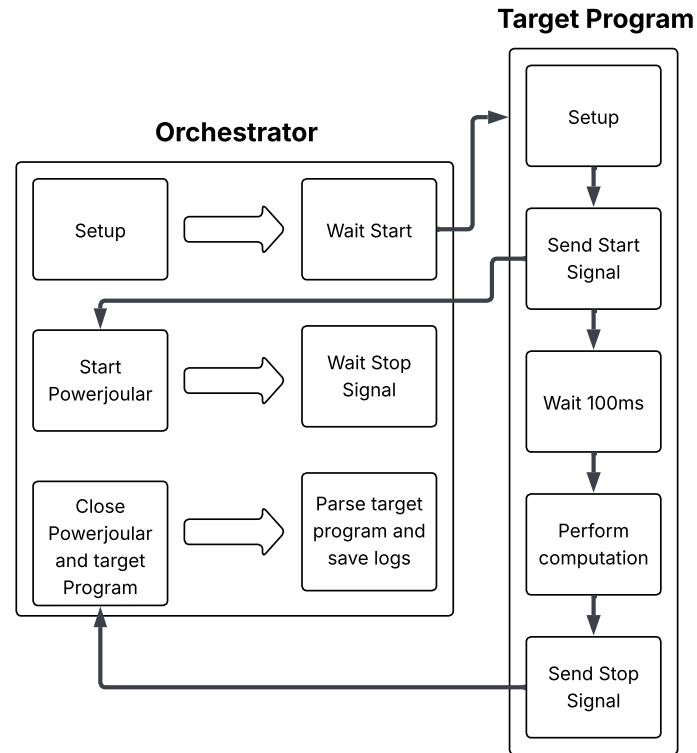 Target Program
Orchestrator
Setup
Wait Start
Start
Powerjoular
Wait Stop
Signal
Close
Powerjoular
and target
Program
Parse target
program and
save logs
Setup
Send Start
Signal
Wait 100ms
Perform
computation
Send Stop
Signal